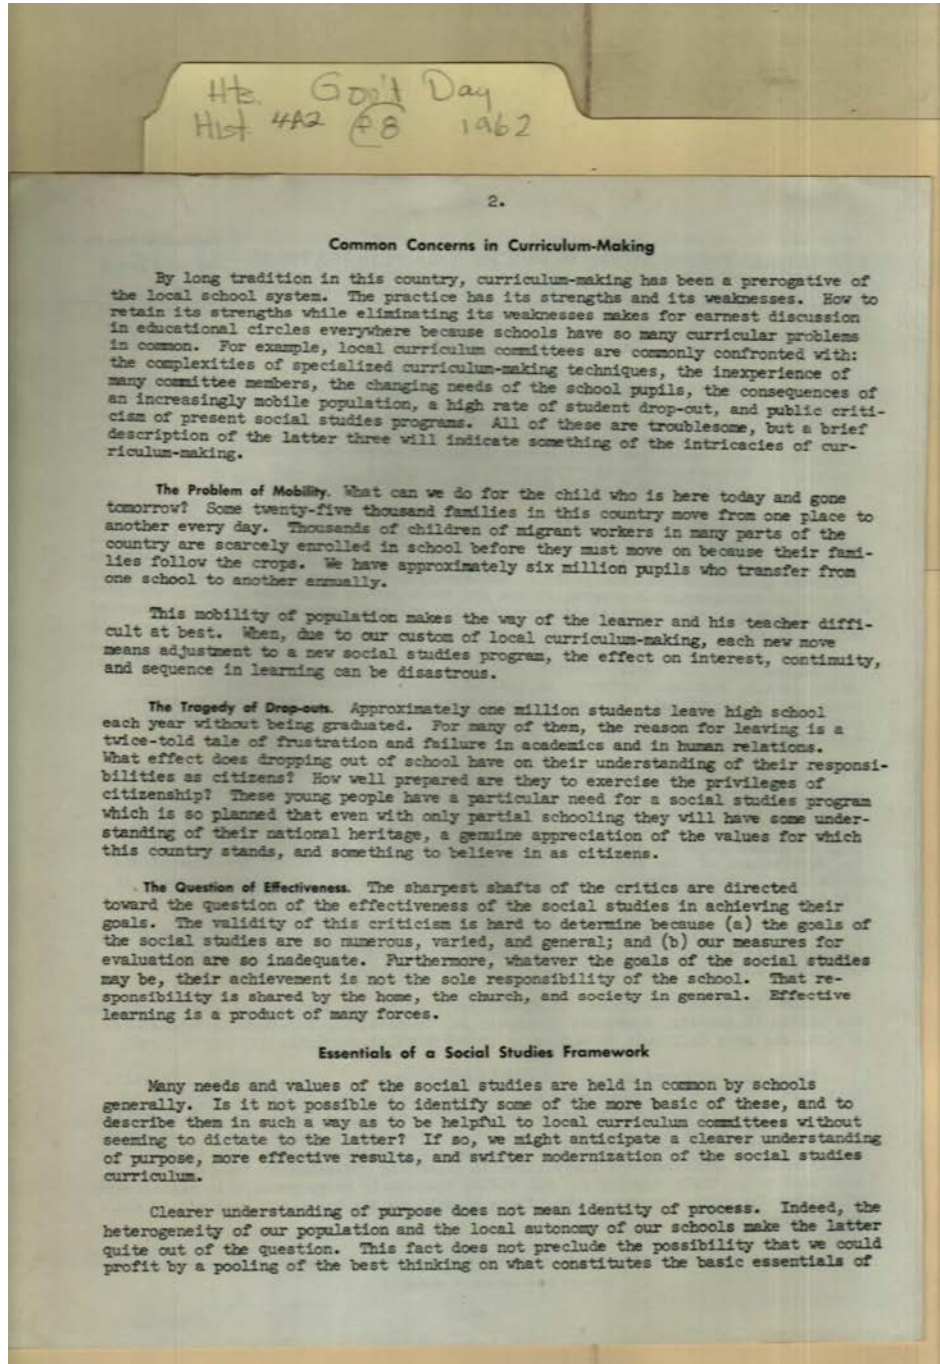 Hts. Gov't Day
Hist 4A2 f8 1962
2.
Common Concerns in Curriculum-Making
By long tradition in this country, curriculum-making has been a prerogative of
the local school system. The practice has its strengths and its weaknesses. How to
retain its strengths while eliminating its weaknesses makes for earnest discussion
in educational circles everywhere because schools have so many curricular problems
in common. For example, local curriculum committees are commonly confronted with:
the complexities of specialized curriculum-making techniques, the inexperience of
many committee members, the changing needs of the school pupils, the consequences of
an increasingly mobile population, a high rate of student drop-out, and public criti-
cism of present social studies programs. All of these are troublesome, but a brief
description of the latter three will indicate something of the intricacies of cur-
riculum-making.
The Problem of Mobility. What can we do for the child who is here today and gone
tomorrow? Some twenty-five thousand families in this country move from one place to
another every day. Thousands of children of migrant workers in many parts of the
country are scarcely enrolled in school before they must move on because their fami-
lies follow the crops. We have approximately six million pupils who transfer from
one school to another annually.
This mobility of population makes the way of the learner and his teacher diffi-
cult at best. When, due to our custom of local curriculum-making, each new move
means adjustment to a new social studies program, the effect on interest, continuity,
and sequence in learning can be disastrous.
The Tragedy of Drop-outs. Approximately one million students leave high school
each year without being graduated. For many of them, the reason for leaving is a
twice-told tale of frustration and failure in academics and in human relations.
What effect does dropping out of school have on their understanding of their responsi-
bilities as citizens? How well prepared are they to exercise the privileges of
citizenship? These young people have a particular need for a social studies program
which is so planned that even with only partial schooling they will have some under-
standing of their national heritage, a genuine appreciation of the values for which
this country stands, and something to believe in as citizens.
The Question of Effectiveness. The sharpest shafts of the critics are directed
toward the question of the effectiveness of the social studies in achieving their
goals. The validity of this criticism is hard to determine because (a) the goals of
the social studies are so numerous, varied, and general; and (b) our measures for
evaluation are so inadequate. Furthermore, whatever the goals of the social studies
may be, their achievement is not the sole responsibility of the school. That re-
sponsibility is shared by the home, the church, and society in general. Effective
learning is a product of many forces.
Essentials of a Social Studies Framework
Many needs and values of the social studies are held in common by schools
generally. Is it not possible to identify some of the more basic of these, and to
describe them in such a way as to be helpful to local curriculum committees without
seeming to dictate to the latter? If so, we might anticipate a clearer understanding
of purpose, more effective results, and swifter modernization of the social studies
curriculum.
Clearer understanding of purpose does not mean identity of process. Indeed, the
heterogeneity of our population and the local autonomy of our schools make the latter
quite out of the question. This fact does not preclude the possibility that we could
profit by a pooling of the best thinking on what constitutes the basic essentials of